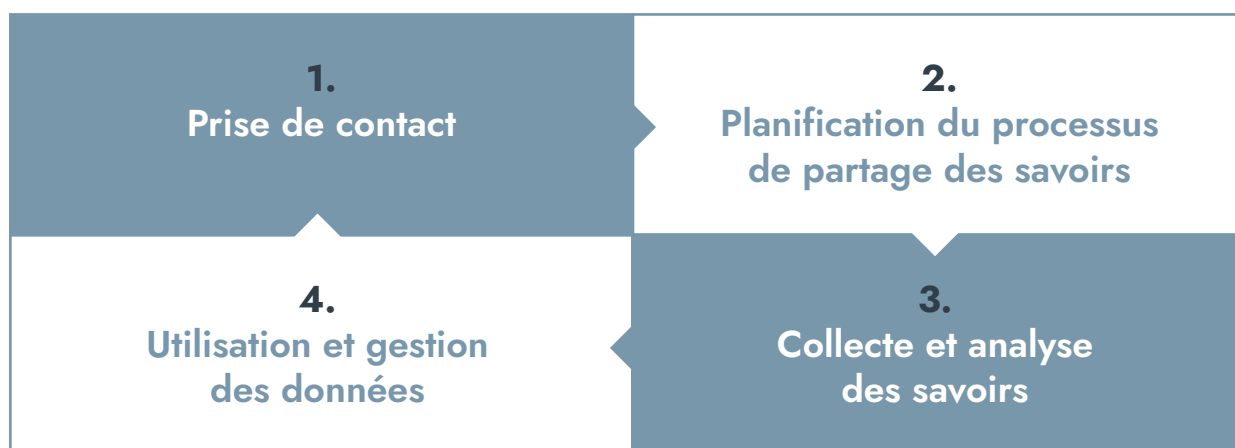 1.
Prise de contact
2.
Planification du processus
de partage des savoirs
4.
Utilisation et gestion
des données
3.
Collecte et analyse
des savoirs